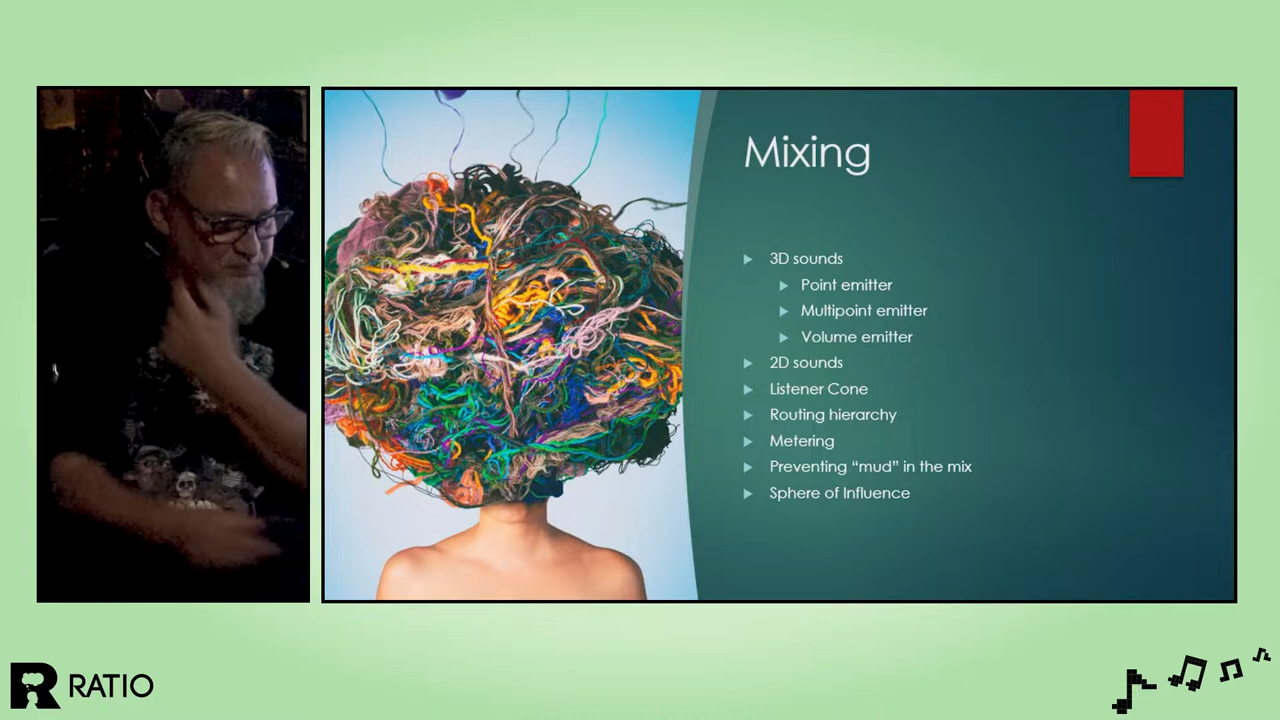 Mixing
3D sounds
Point emitter
Multipoint emitter
Volume emitter
2D sounds
Listener Cone
Routing hierarchy
Metering
Preventing “mud” in the mix
Sphere of Influence
R RATIO